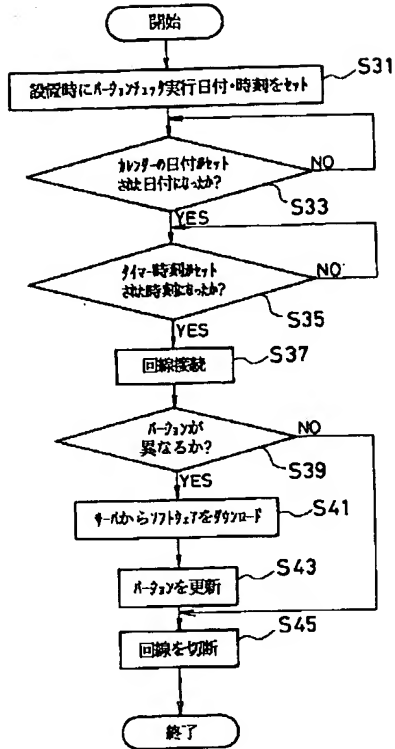 開始
設置時にバージョンチェック実行日付・時刻をセット
S31
カレンダーの日付がセット
された日付になったか?
NO
S33
YES
タイマー時刻がセット
された時刻になったか?
NO
S35
YES
回線接続
S37
バージョンが
異なるか?
NO
S39
YES
サーバからソフトウェアをダウンロード
S41
バージョンを更新
S43
回線を切断
S45
終了